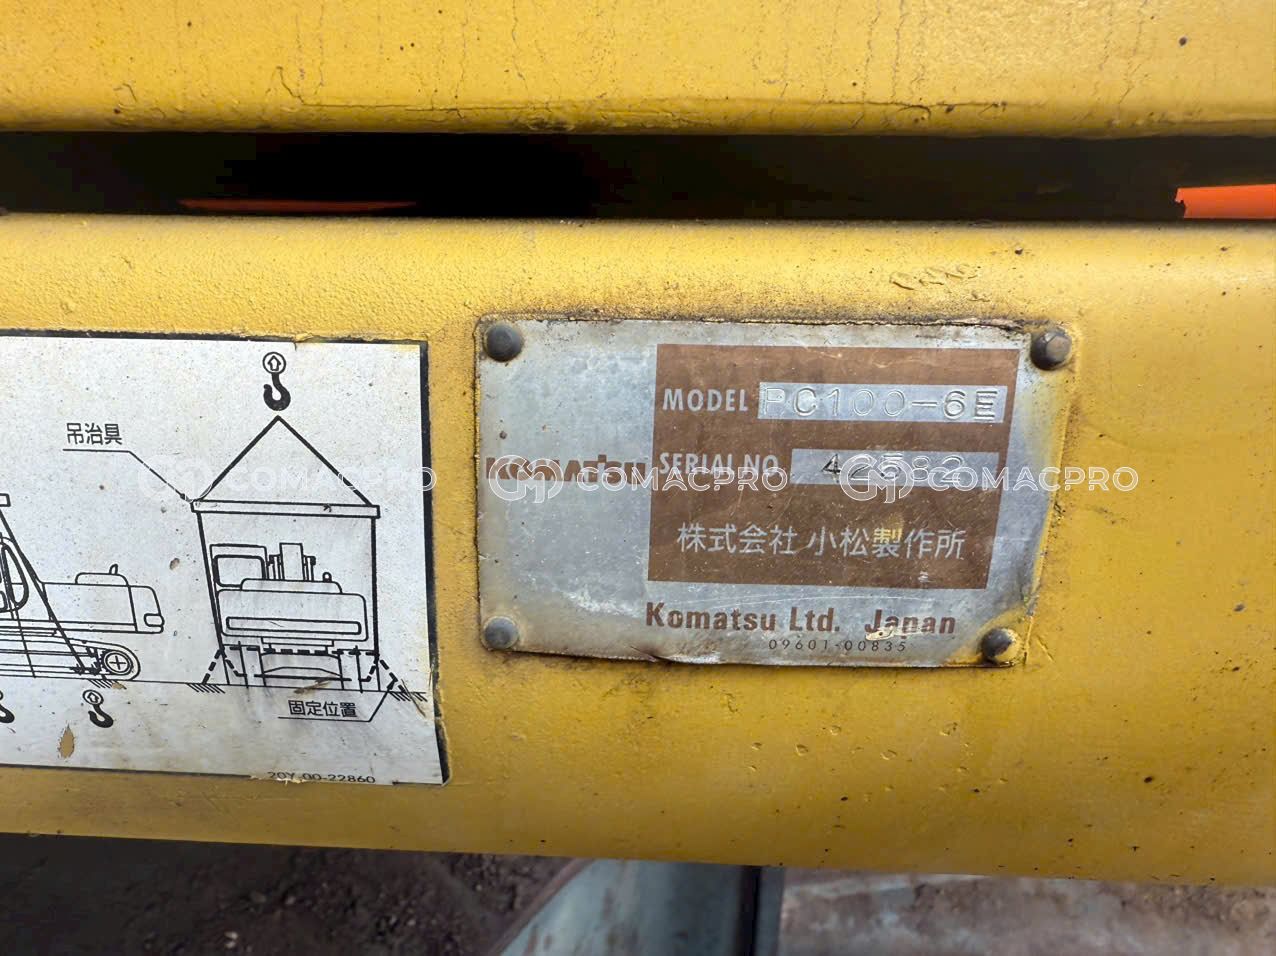 吊治具
固定位置
20Y-00-22860
KOMATSU
MODEL PC100-6E
SERIAL NO
株式会社 小松製作所
Komatsu Ltd. Japan
09601-00835
COMACPRO COMACPRO COMACPRO